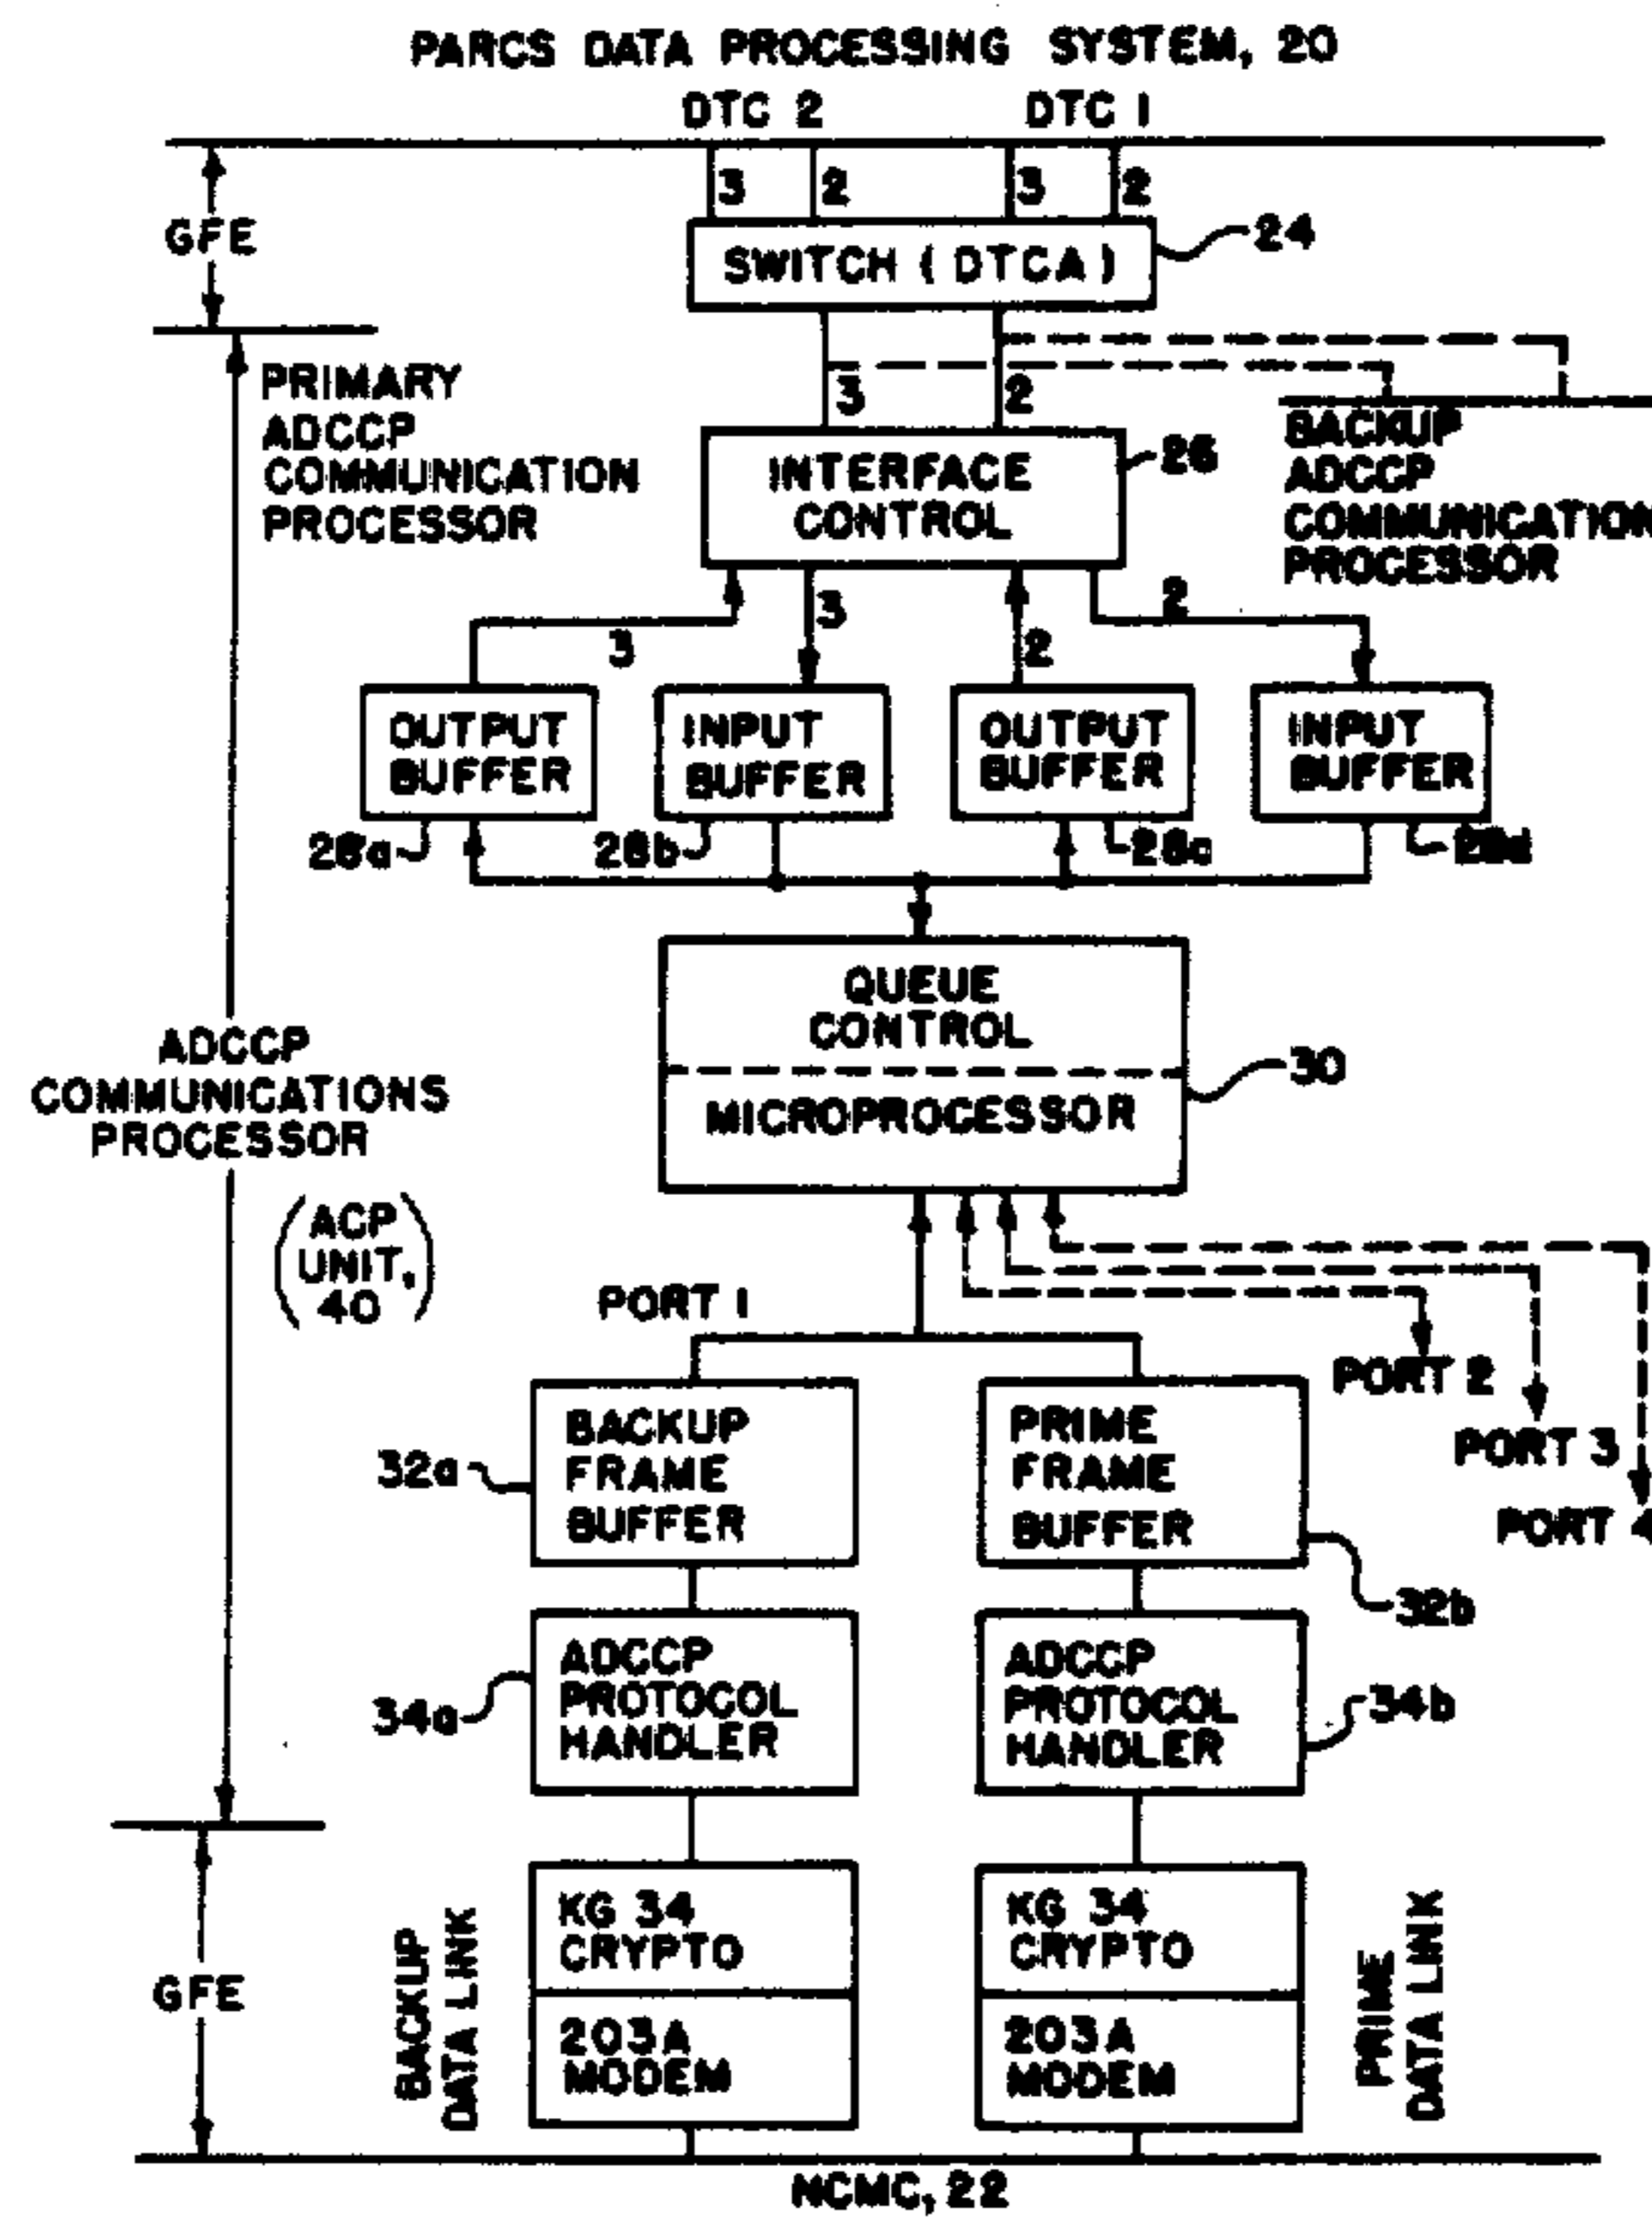 PARCS DATA PROCESSING SYSTEM, 20
DTC 2
DTC 1
3
2
3
2
GFE
SWITCH (DTCA)
24
3
2
PRIMARY
ADCCP
COMMUNICATION
PROCESSOR
INTERFACE
CONTROL
26
BACKUP
ADCCP
COMMUNICATION
PROCESSOR
3
3
2
2
OUTPUT
BUFFER
INPUT
BUFFER
OUTPUT
BUFFER
INPUT
BUFFER
28a
28b
28c
28d
QUEUE
CONTROL
MICROPROCESSOR
30
ADCCP
COMMUNICATIONS
PROCESSOR
(ACP
UNIT,
40)
PORT 1
PORT 2
PORT 3
PORT 4
BACKUP
FRAME
BUFFER
32a
PRIME
FRAME
BUFFER
32b
ADCCP
PROTOCOL
HANDLER
34a
ADCCP
PROTOCOL
HANDLER
34b
GFE
BACKUP
DATA LINK
KG 34
CRYPTO
203A
MODEM
KG 34
CRYPTO
203A
MODEM
PRIME
DATA LINK
NCMC, 22